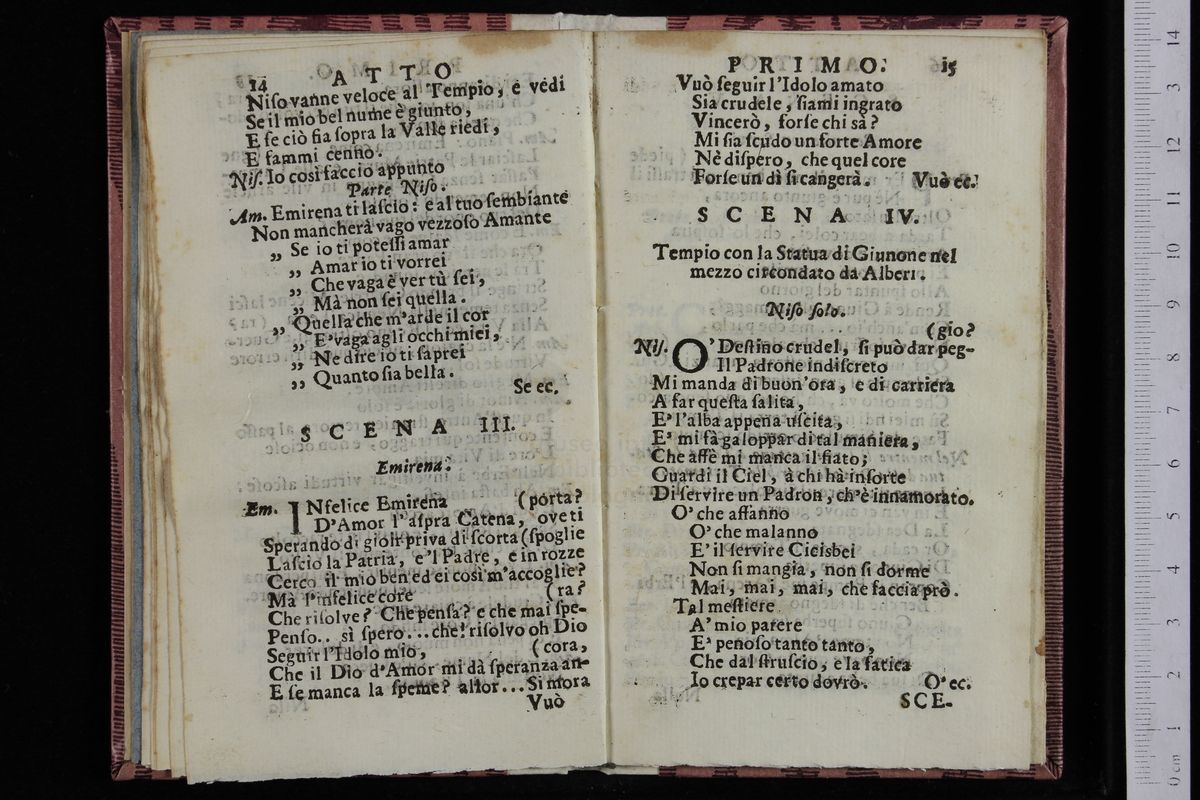 14 ATTO
Niſo vanne veloce al Tempio, e vedi
Se il mio bel nume è giunto,
E ſe ciò ſia ſopra la Valle riedi,
E fammi cenno.
Niſ. Io così faccio appunto
Parte Niſo.
Am. Emirena ti laſcio: e al tuo ſembiante
Non mancherà vago vezzoſo Amante
„ Se io ti poteſſi amar
„ Amar io ti vorrei
„ Che vaga è ver tù ſei,
„ Mà non ſei quella.
„ Quella che m'arde il cor
„ E' vaga agli occhi miei,
„ Ne dire io ti ſaprei
„ Quanto ſia bella.
Se ec.
SCENA III.
Emirena.
Em. INfelice Emirena (porta?
D'Amor l'aſpra Catena, ove ti
Sperando di gioir priva di ſcorta (ſpoglie
Laſcio la Patria, e'l Padre, e in rozze
Cerco il mio ben ed ei così m'accoglie?
Mà l'infelice core (ra?
Che riſolve? Che penſa? e che mai ſpe-
Penſo.. sì ſpero... che? riſolvo oh Dio
Seguir l'Idolo mio, (cora,
Che il Dio d'Amor mi dà ſperanza an-
E ſe manca la ſpeme? allor... Si mora
Vuò
PRIMO. 15
Vuò ſeguir l'Idolo amato
Sia crudele, ſiami ingrato
Vincerò, forſe chi sà?
Mi ſia ſcudo un forte Amore
Nè diſpero, che quel core
Forſe un dì ſi cangerà. Vuò ec.
SCENA IV.
Tempio con la Statua di Giunone nel
mezzo circondato da Alberi.
Niſo ſolo.
(gio?
Niſ. O' Deſtino crudel, ſi può dar peg-
Il Padrone indiſcreto
Mi manda di buon'ora, e di carriera
A far queſta ſalita,
E' l'alba appena uſcita,
E' mi fà galoppar di tal maniera,
Che affè mi manca il fiato;
Guardi il Ciel, à chi hà inſorte
Di ſervire un Padron, ch'è innamorato.
O' che affanno
O' che malanno
E' il ſervire Cicisbei
Non ſi mangia, non ſi dorme
Mai, mai, mai, che faccia prò.
Tal meſtiere
A' mio parere
E' penoſo tanto tanto,
Che dal ſtruſcio, e la fatica
Io crepar certo dovrò. O' ec.
SCE-